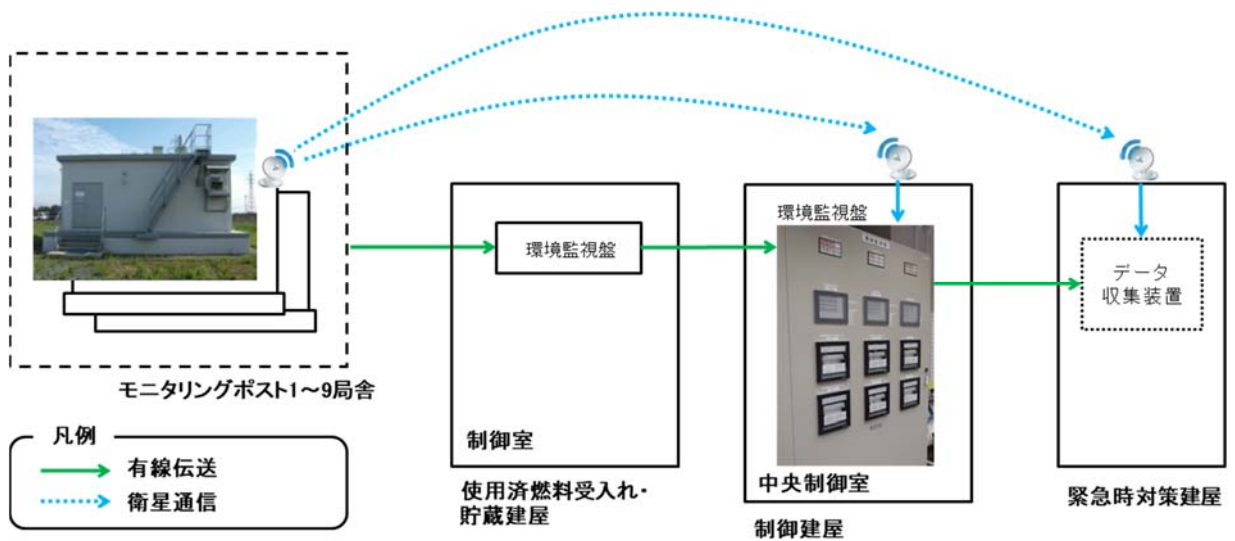 モニタリングポスト1～9局舎
凡例
有線伝送
衛星通信
環境監視盤
制御室
使用済燃料受入れ・
貯蔵建屋
環境監視盤
中央制御室
制御建屋
データ
収集装置
緊急時対策建屋